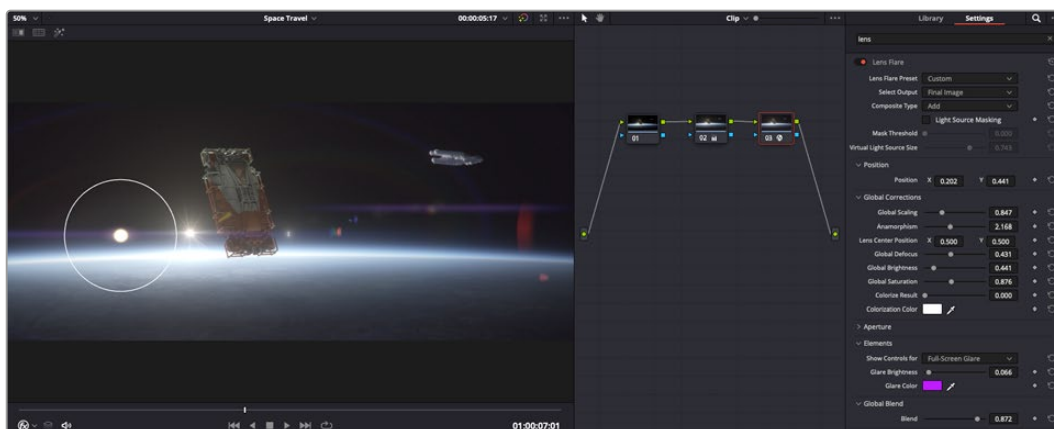 50%
Space Travel
00:00:05:17
Clip
Library
Settings
lens
Lens Flare
Lens Flare Preset Custom
Select Output Final Image
Composite Type Add
Light Source Masking
Mask Threshold 0.000
Virtual Light Source Size 0.763
Position
Position X 0.202 Y 0.441
Global Corrections
Global Scaling 0.847
Anamorphism 2.168
Lens Center Position X 0.500 Y 0.500
Global Defocus 0.431
Global Brightness 0.441
Global Saturation 0.876
Colorize Result 0.000
Colorization Color
Aperture
Elements
Show Controls for Full-Screen Glare
Glare Brightness 0.066
Glare Color
Global Blend
Blend 0.872
01
02
03
01:00:07:01